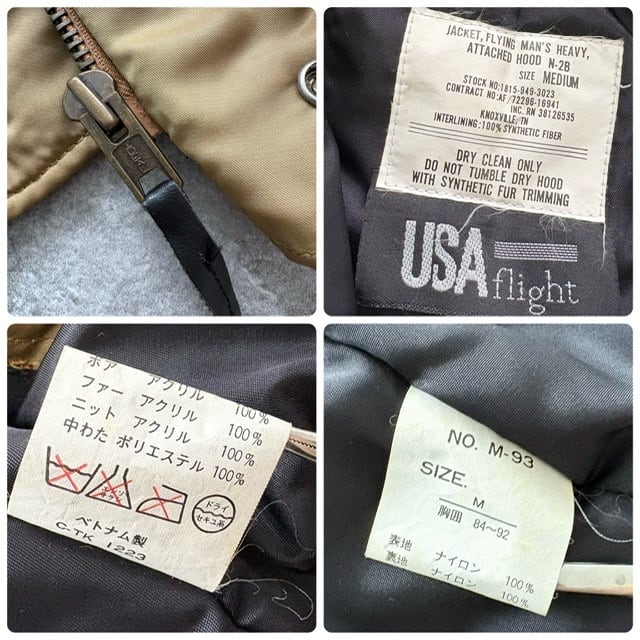 JACKET, FLYING MAN'S HEAVY,
ATTACHED HOOD N-2B
SIZE MEDIUM
STOCK NO:1815-949-3023
CONTRACT NO:AF/72296-16941
INC. RN 38126535
KNOXVILLE, TN
INTERLINING:100% SYNTHETIC FIBER
DRY CLEAN ONLY
DO NOT TUMBLE DRY HOOD
WITH SYNTHETIC FUR TRIMMING
USA flight
ボア アクリル 100%
ファー アクリル 100%
ニット アクリル 100%
中わた ポリエステル 100%
ドライ
セキユ系
ベトナム製
C-TK 1223
NO. M-93
SIZE.
M
胸囲 84~92
表地 ナイロン 100%
裏地 ナイロン 100%